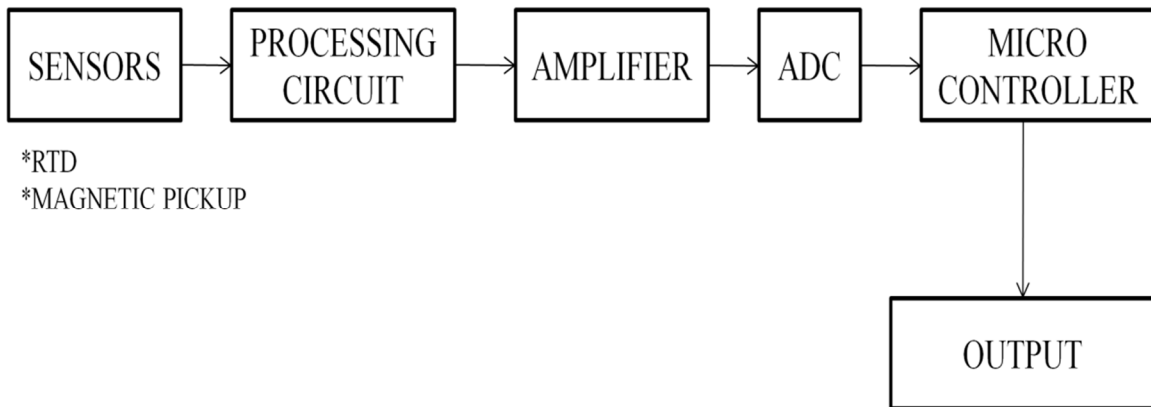 SENSORS
PROCESSING
CIRCUIT
AMPLIFIER
ADC
MICRO
CONTROLLER
*RTD
*MAGNETIC PICKUP
OUTPUT